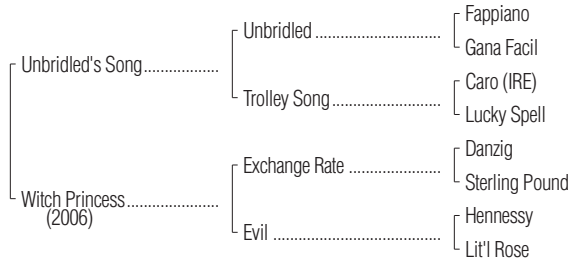 Fappiano
Unbridled
Gana Facil
Unbridled's Song
Caro (IRE)
Trolley Song
Lucky Spell
Danzig
Exchange Rate
Sterling Pound
Witch Princess
(2006)
Hennessy
Evil
Lit'l Rose